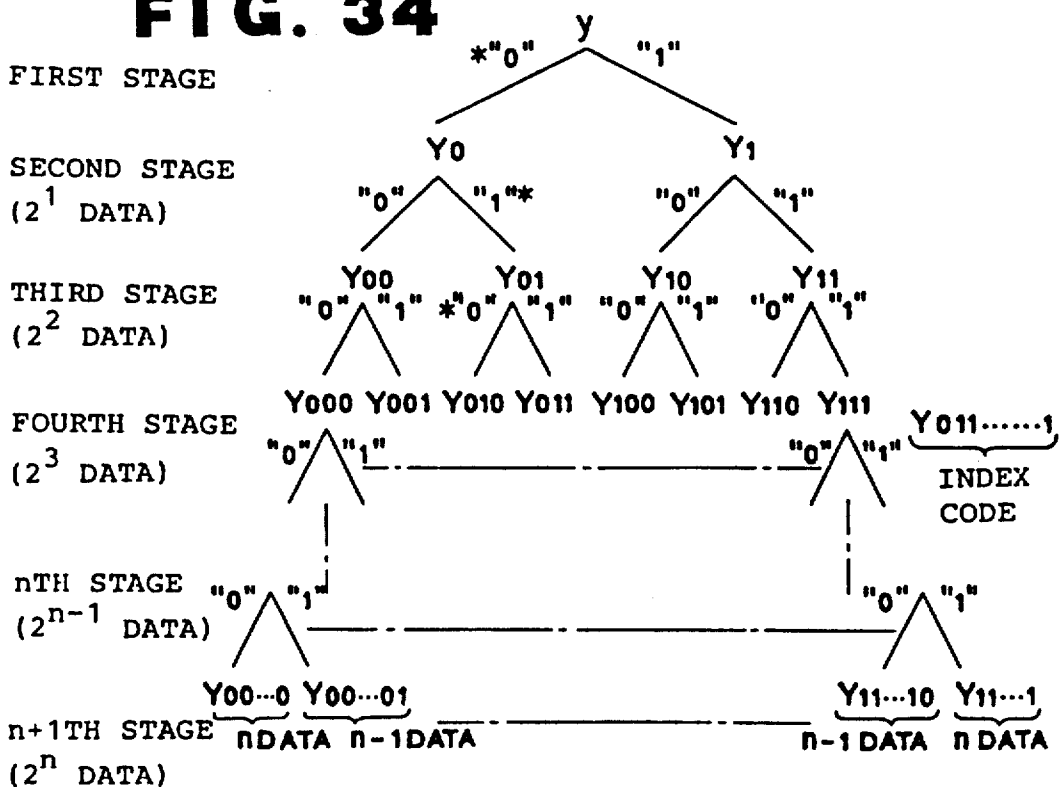 FIG. 34
y
*"0" "1"
FIRST STAGE
Y0 Y1
SECOND STAGE
(2^1 DATA)
"0" "1"* "0" "1"
Y00 Y01 Y10 Y11
THIRD STAGE
(2^2 DATA)
"0" "1" *"0" "1" "0" "1" "0" "1"
Y000 Y001 Y010 Y011 Y100 Y101 Y110 Y111
FOURTH STAGE
(2^3 DATA)
"0" "1" "0" "1"
Y011······1
INDEX
CODE
nTH STAGE
(2^n-1 DATA)
"0" "1" "0" "1"
Y00···0 Y00···01 Y11···10 Y11···1
n DATA n-1 DATA n-1 DATA n DATA
n+1TH STAGE
(2^n DATA)